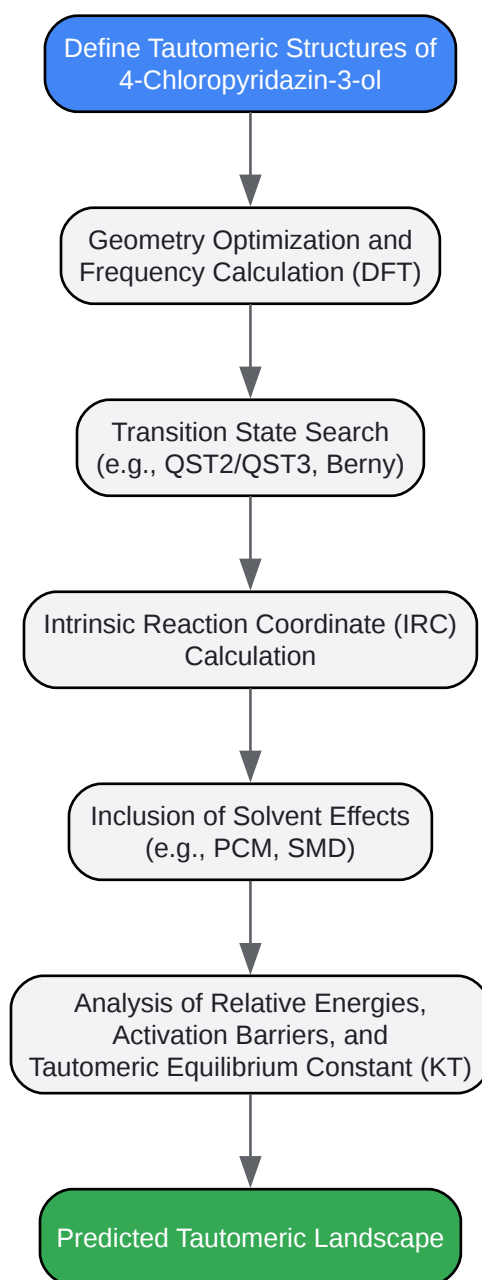 Define Tautomeric Structures of
4-Chloropyridazin-3-ol
Geometry Optimization and
Frequency Calculation (DFT)
Transition State Search
(e.g., QST2/QST3, Berny)
Intrinsic Reaction Coordinate (IRC)
Calculation
Inclusion of Solvent Effects
(e.g., PCM, SMD)
Analysis of Relative Energies,
Activation Barriers, and
Tautomeric Equilibrium Constant (KT)
Predicted Tautomeric Landscape